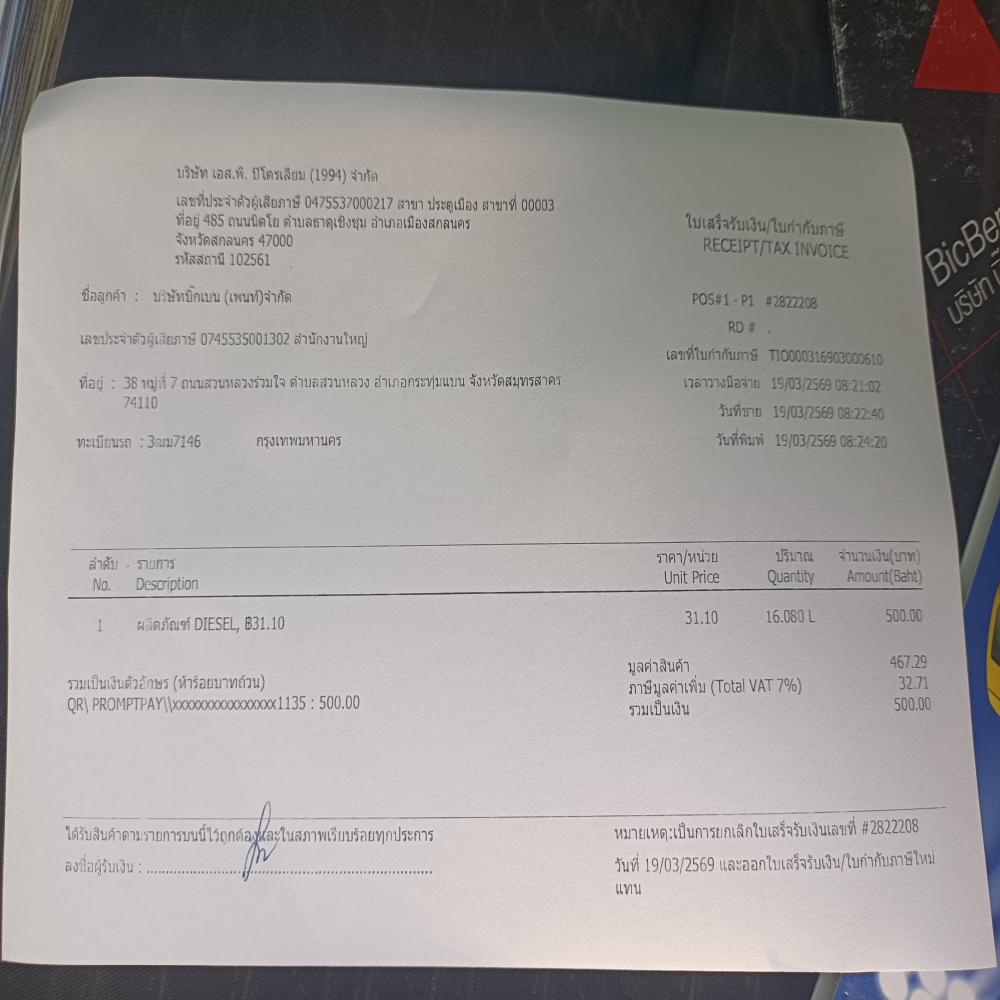 บริษัท เอส.พี. ปิโตรเลียม (1994) จำกัด
เลขที่ประจำตัวผู้เสียภาษี 0475537000217 สาขา ประตูเมือง สาขาที่ 00003
ที่อยู่ 485 ถนนนิตโย ตำบลธาตุเชิงชุม อำเภอเมืองสกลนคร
จังหวัดสกลนคร 47000
รหัสสถานี 102561
ใบเสร็จรับเงิน/ใบกำกับภาษี
RECEIPT/TAX INVOICE
ชื่อลูกค้า : บริษัทบิ๊กเบน (เพนท์)จำกัด
เลขประจำตัวผู้เสียภาษี 0745535001302 สำนักงานใหญ่
ที่อยู่ : 38 หมู่ที่ 7 ถนนสวนหลวงร่วมใจ ตำบลสวนหลวง อำเภอกระทุ่มแบน จังหวัดสมุทรสาคร
74110
ทะเบียนรถ : 3ฒม7146 กรุงเทพมหานคร
POS#1 - P1 #2822208
RD # .
เลขที่ใบกำกับภาษี TIO000316903000610
เวลาวางมือจ่าย 19/03/2569 08:21:02
วันที่ขาย 19/03/2569 08:22:40
วันที่พิมพ์ 19/03/2569 08:24:20
ลำดับ - รายการ ราคา/หน่วย ปริมาณ จำนวนเงิน(บาท)
No. Description Unit Price Quantity Amount(Baht)
1 ผลิตภัณฑ์ DIESEL, ฿31.10 31.10 16.080 L 500.00
รวมเป็นเงินตัวอักษร (ห้าร้อยบาทถ้วน)
QR\ PROMPTPAY\\xxxxxxxxxxxxxxxx1135 : 500.00
มูลค่าสินค้า 467.29
ภาษีมูลค่าเพิ่ม (Total VAT 7%) 32.71
รวมเป็นเงิน 500.00
ได้รับสินค้าตามรายการบนนี้ไว้ถูกต้องและในสภาพเรียบร้อยทุกประการ
ลงชื่อผู้รับเงิน : ................................................................
หมายเหตุ:เป็นการยกเลิกใบเสร็จรับเงินเลขที่ #2822208
วันที่ 19/03/2569 และออกใบเสร็จรับเงิน/ใบกำกับภาษีใหม่
แทน
BicBe
บริษัท